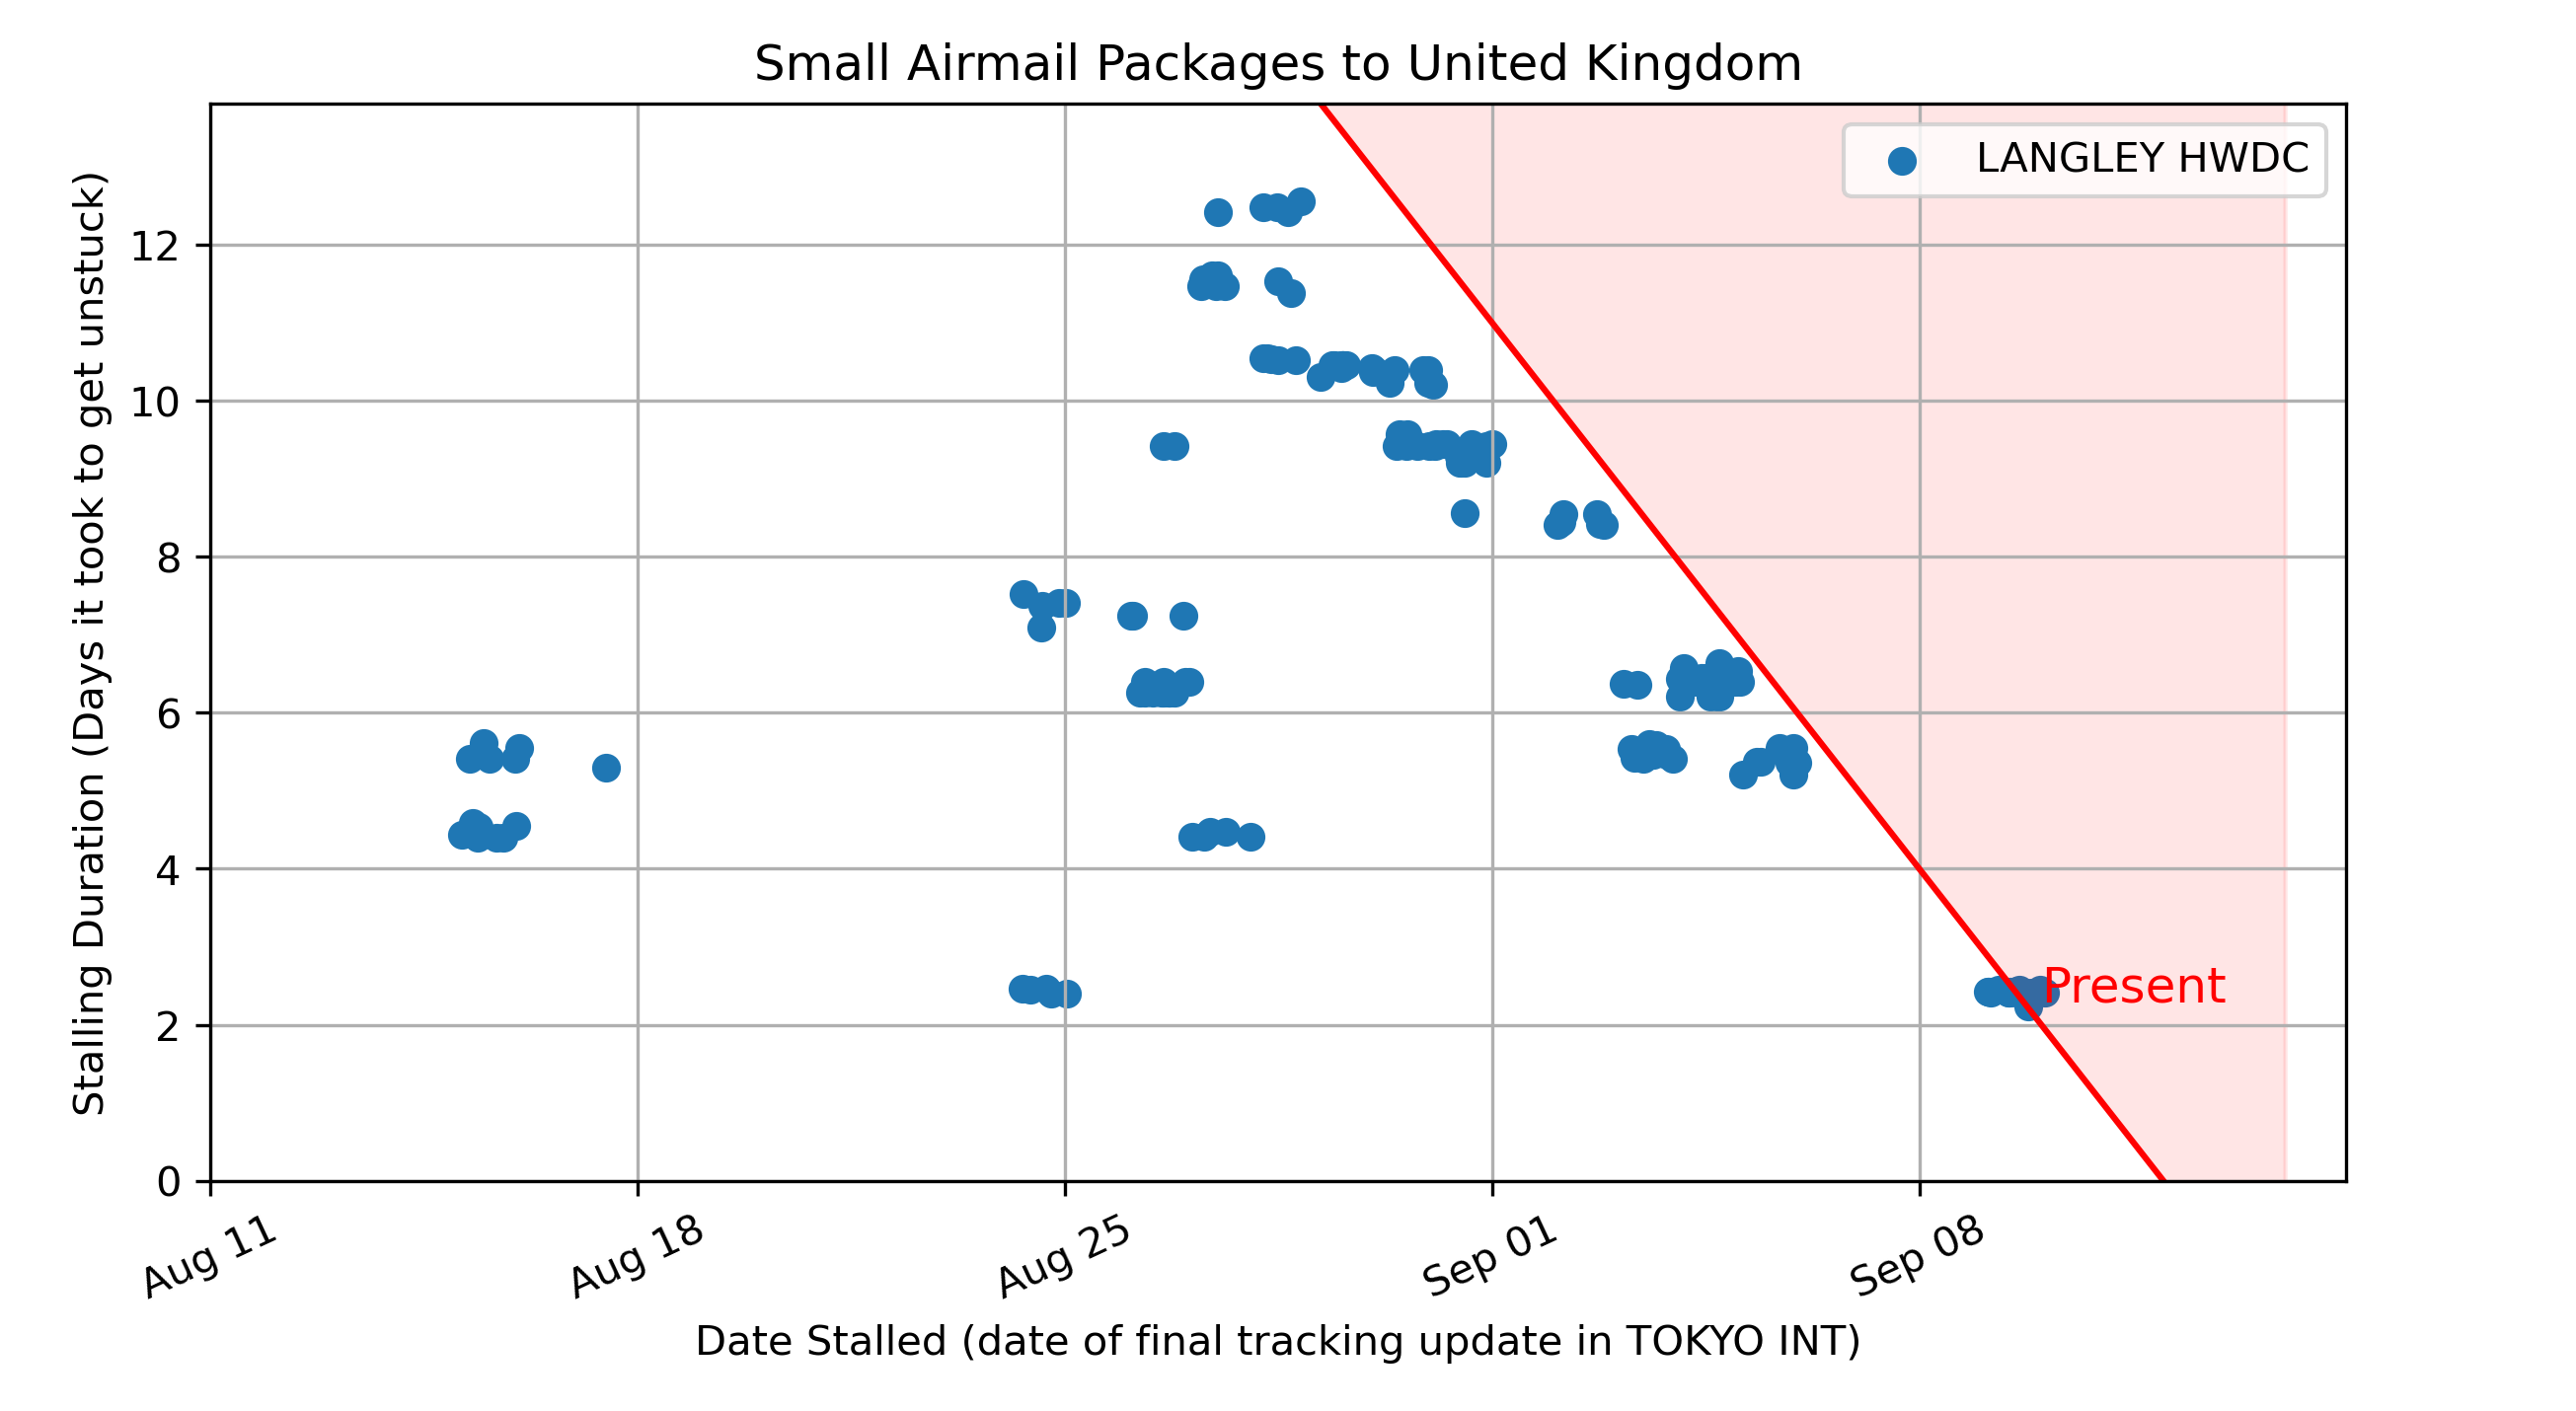 Small Airmail Packages to United Kingdom
LANGLEY HWDC
Stalling Duration (Days it took to get unstuck)
12
10
8
6
4
2
0
Present
Aug 11
Aug 18
Aug 25
Sep 01
Sep 08
Date Stalled (date of final tracking update in TOKYO INT)